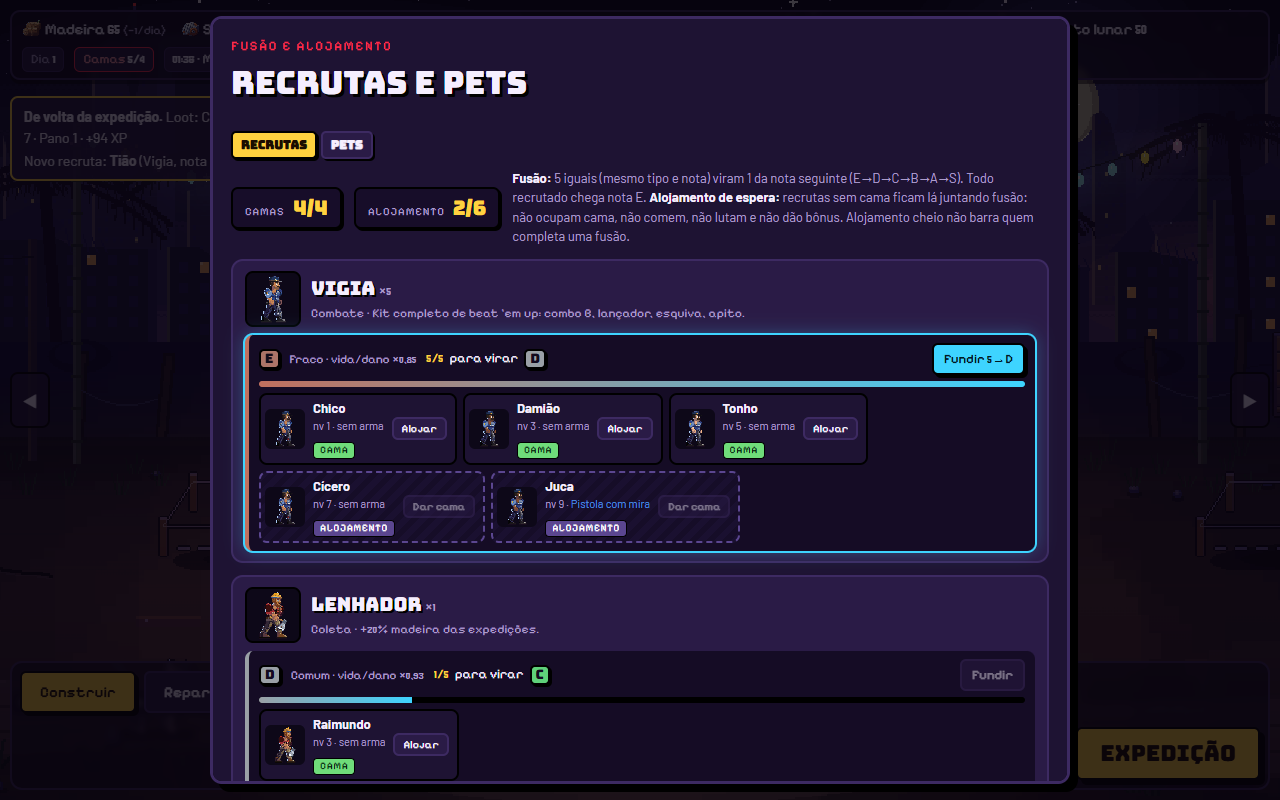 Madeira 65 (-1/dia)
to lunar 50
Dia 1
Camas 5/4
01:38 · M
De volta da expedição. Loot: C
7 · Pano 1 · +94 XP
Novo recruta: Tião (Vigia, nota
FUSÃO E ALOJAMENTO
RECRUTAS E PETS
RECRUTAS
PETS
CAMAS 4/4
ALOJAMENTO 2/6
Fusão: 5 iguais (mesmo tipo e nota) viram 1 da nota seguinte (E→D→C→B→A→S). Todo
recrutado chega nota E. Alojamento de espera: recrutas sem cama ficam lá juntando fusão:
não ocupam cama, não comem, não lutam e não dão bônus. Alojamento cheio não barra quem
completa uma fusão.
VIGIA ×5
Combate · Kit completo de beat 'em up: combo 8, lançador, esquiva, apito.
E Fraco · vida/dano ×0,85 5/5 para virar D
Fundir 5 → D
Chico
nv 1 · sem arma
CAMA
Alojar
Damião
nv 3 · sem arma
CAMA
Alojar
Tonho
nv 5 · sem arma
CAMA
Alojar
Cícero
nv 7 · sem arma
ALOJAMENTO
Dar cama
Juca
nv 9 · Pistola com mira
ALOJAMENTO
Dar cama
LENHADOR ×1
Coleta · +20% madeira das expedições.
D Comum · vida/dano ×0,93 1/5 para virar C
Fundir
Raimundo
nv 3 · sem arma
CAMA
Alojar
Construir
Repar
EXPEDIÇÃO